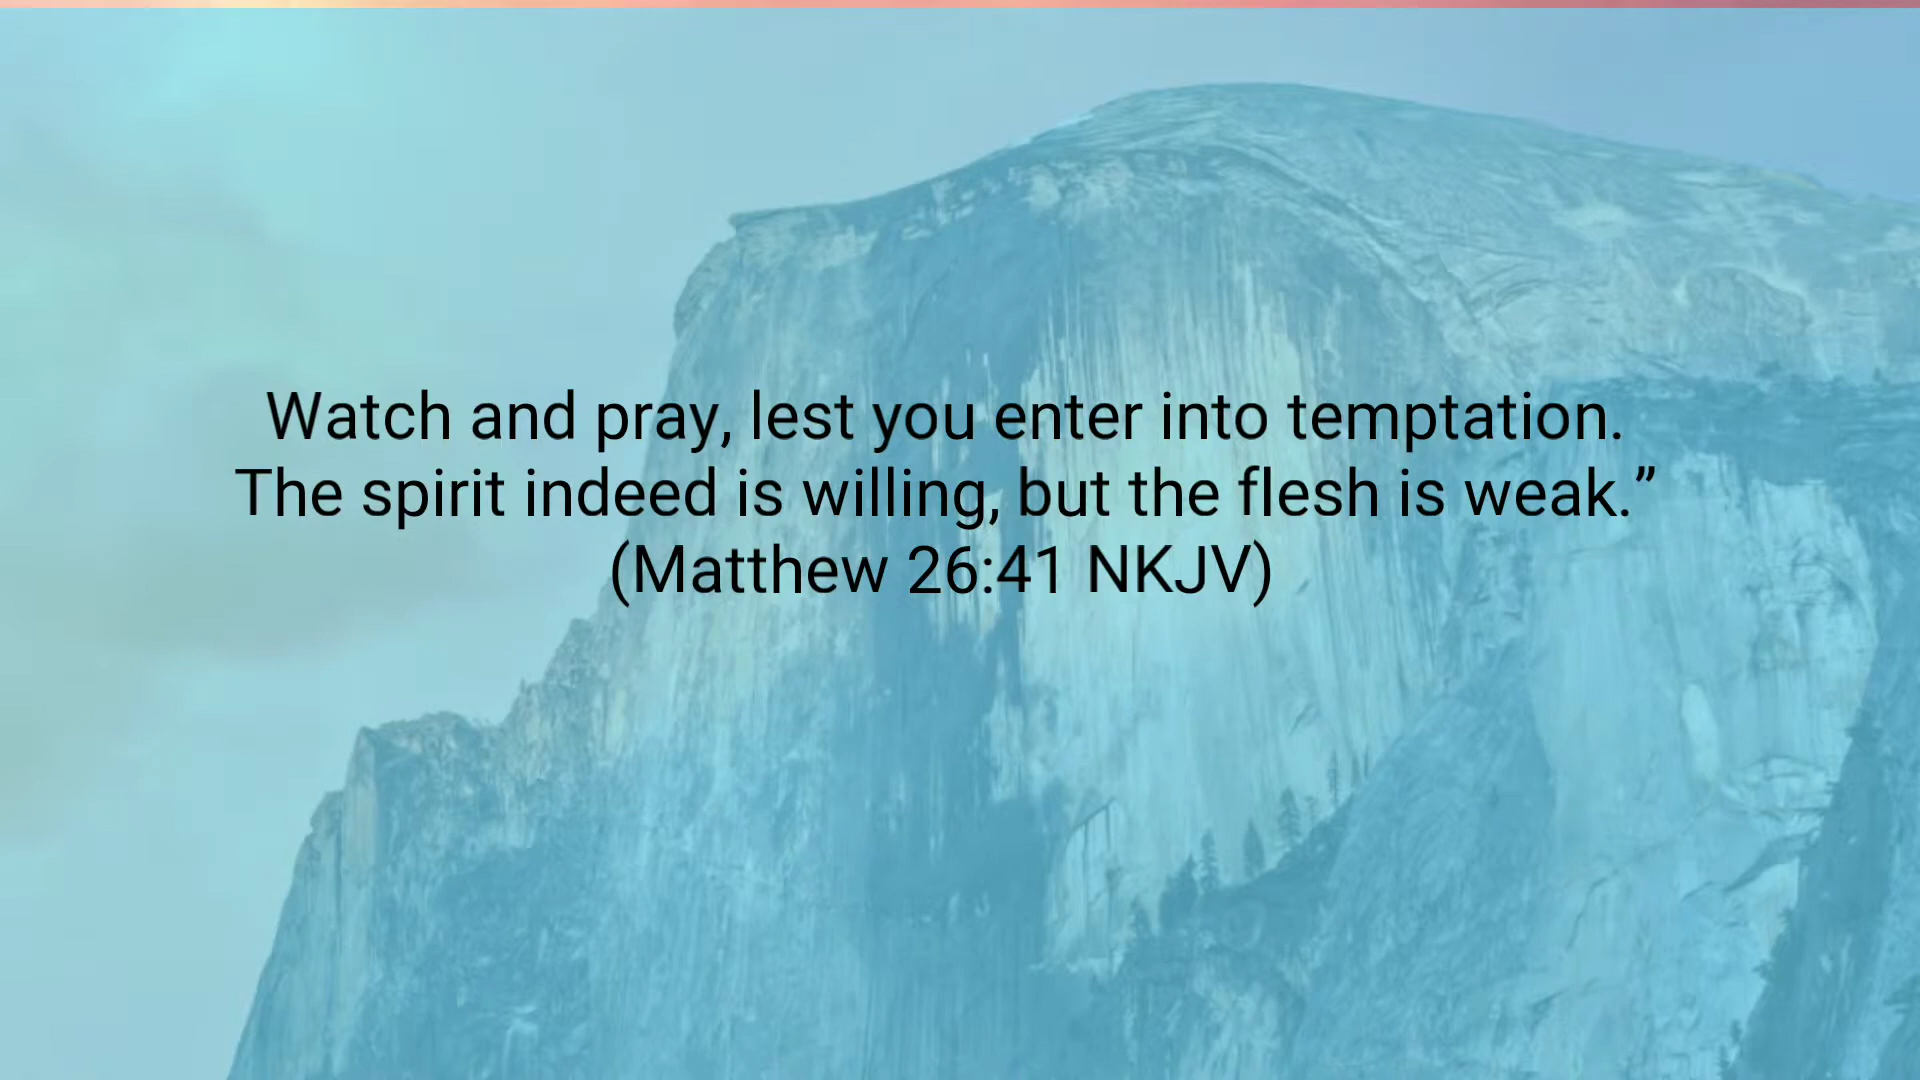 Watch and pray, lest you enter into temptation.
The spirit indeed is willing, but the flesh is weak.”
(Matthew 26:41 NKJV)